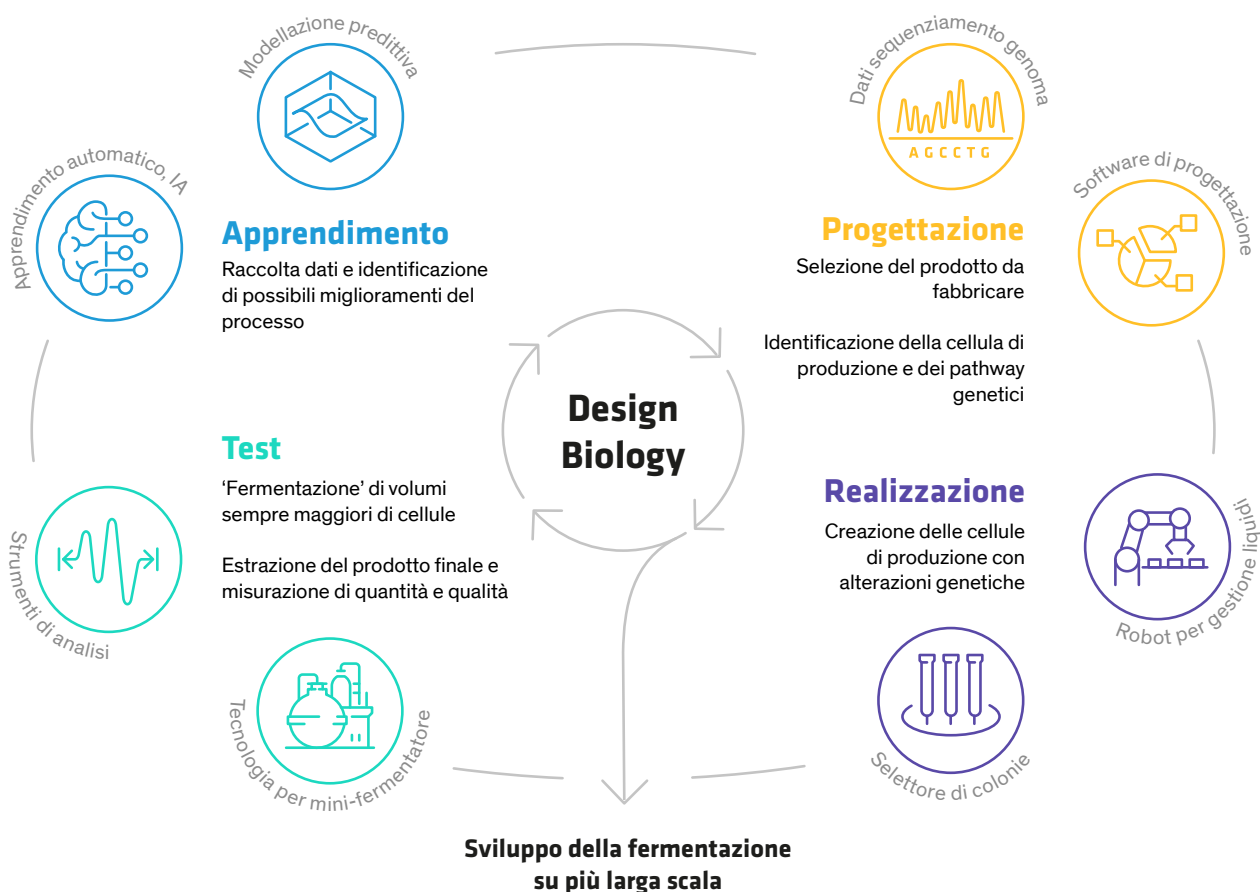 Modellazione predittiva
Dati sequenziamento genoma
AGCCTG
Apprendimento automatico, IA
Software di progettazione
Apprendimento
Raccolta dati e identificazione
di possibili miglioramenti del
processo
Progettazione
Selezione del prodotto da
fabbricare
Identificazione della cellula di
produzione e dei pathway
genetici
Design
Biology
Test
‘Fermentazione’ di volumi
sempre maggiori di cellule
Estrazione del prodotto finale e
misurazione di quantità e qualità
Realizzazione
Creazione delle cellule
di produzione con
alterazioni genetiche
Strumenti di analisi
Robot per gestione liquidi
Tecnologia per mini-fermentatore
Selettore di colonie
Sviluppo della fermentazione
su più larga scala